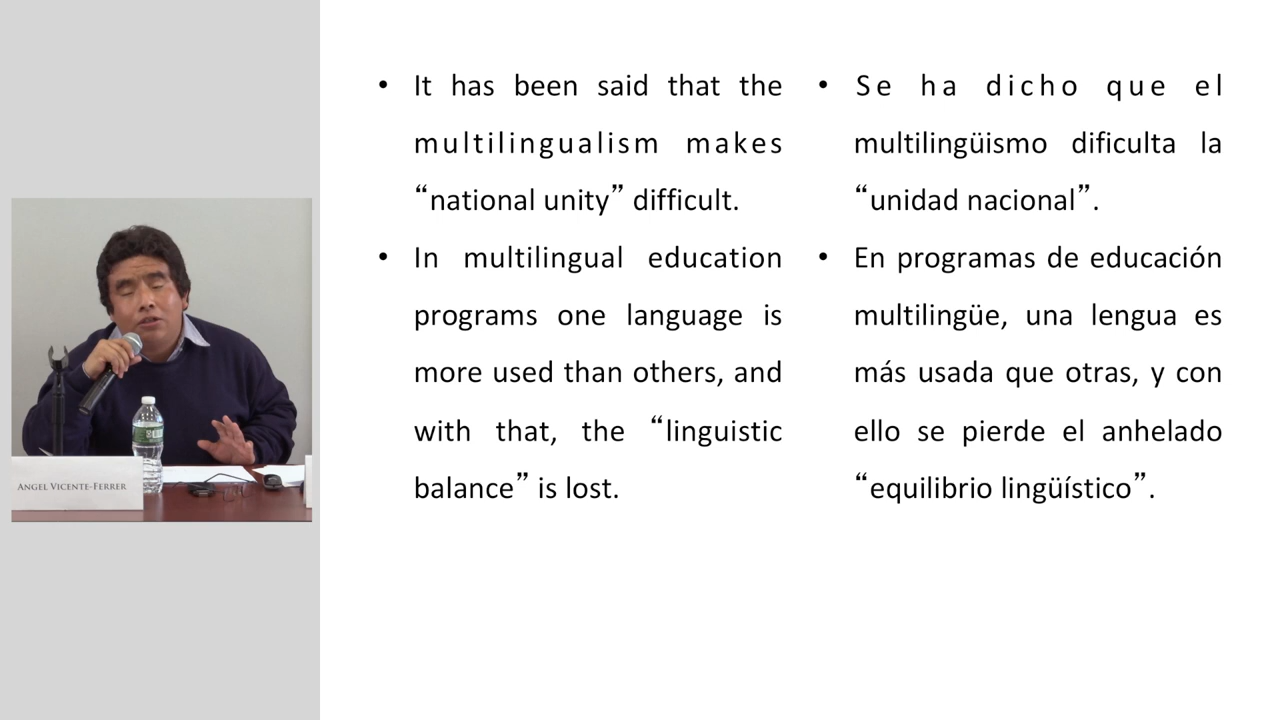 • It has been said that the
multilingualism makes
“national unity” difficult.
• In multilingual education
programs one language is
more used than others, and
with that, the “linguistic
balance” is lost.
• Se ha dicho que el
multilingüismo dificulta la
“unidad nacional”.
• En programas de educación
multilingüe, una lengua es
más usada que otras, y con
ello se pierde el anhelado
“equilibrio lingüístico”.
ANGEL VICENTE-FERRER